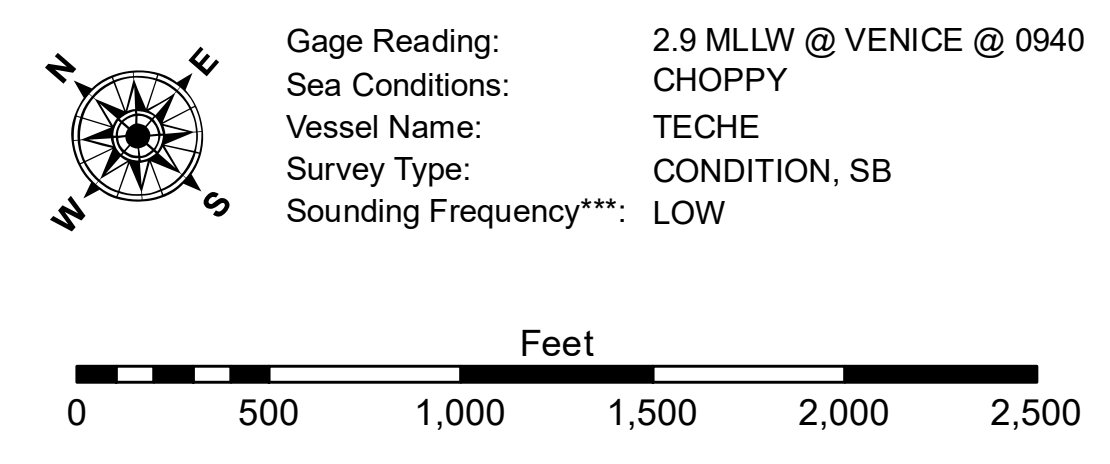 N
E
W
S
Gage Reading: 2.9 MLLW @ VENICE @ 0940
Sea Conditions: CHOPPY
Vessel Name: TECHE
Survey Type: CONDITION, SB
Sounding Frequency***: LOW
Feet
0 500 1,000 1,500 2,000 2,500